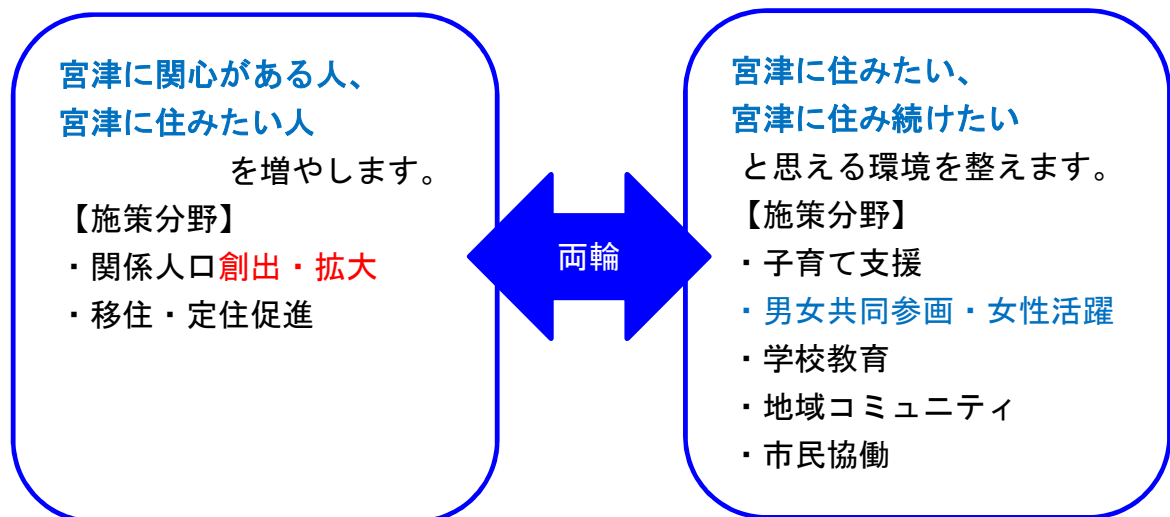 宮津に関心がある人、
宮津に住みたい人
を増やします。
【施策分野】
・関係人口創出・拡大
・移住・定住促進
両輪
宮津に住みたい、
宮津に住み続けたい
と思える環境を整えます。
【施策分野】
・子育て支援
・男女共同参画・女性活躍
・学校教育
・地域コミュニティ
・市民協働